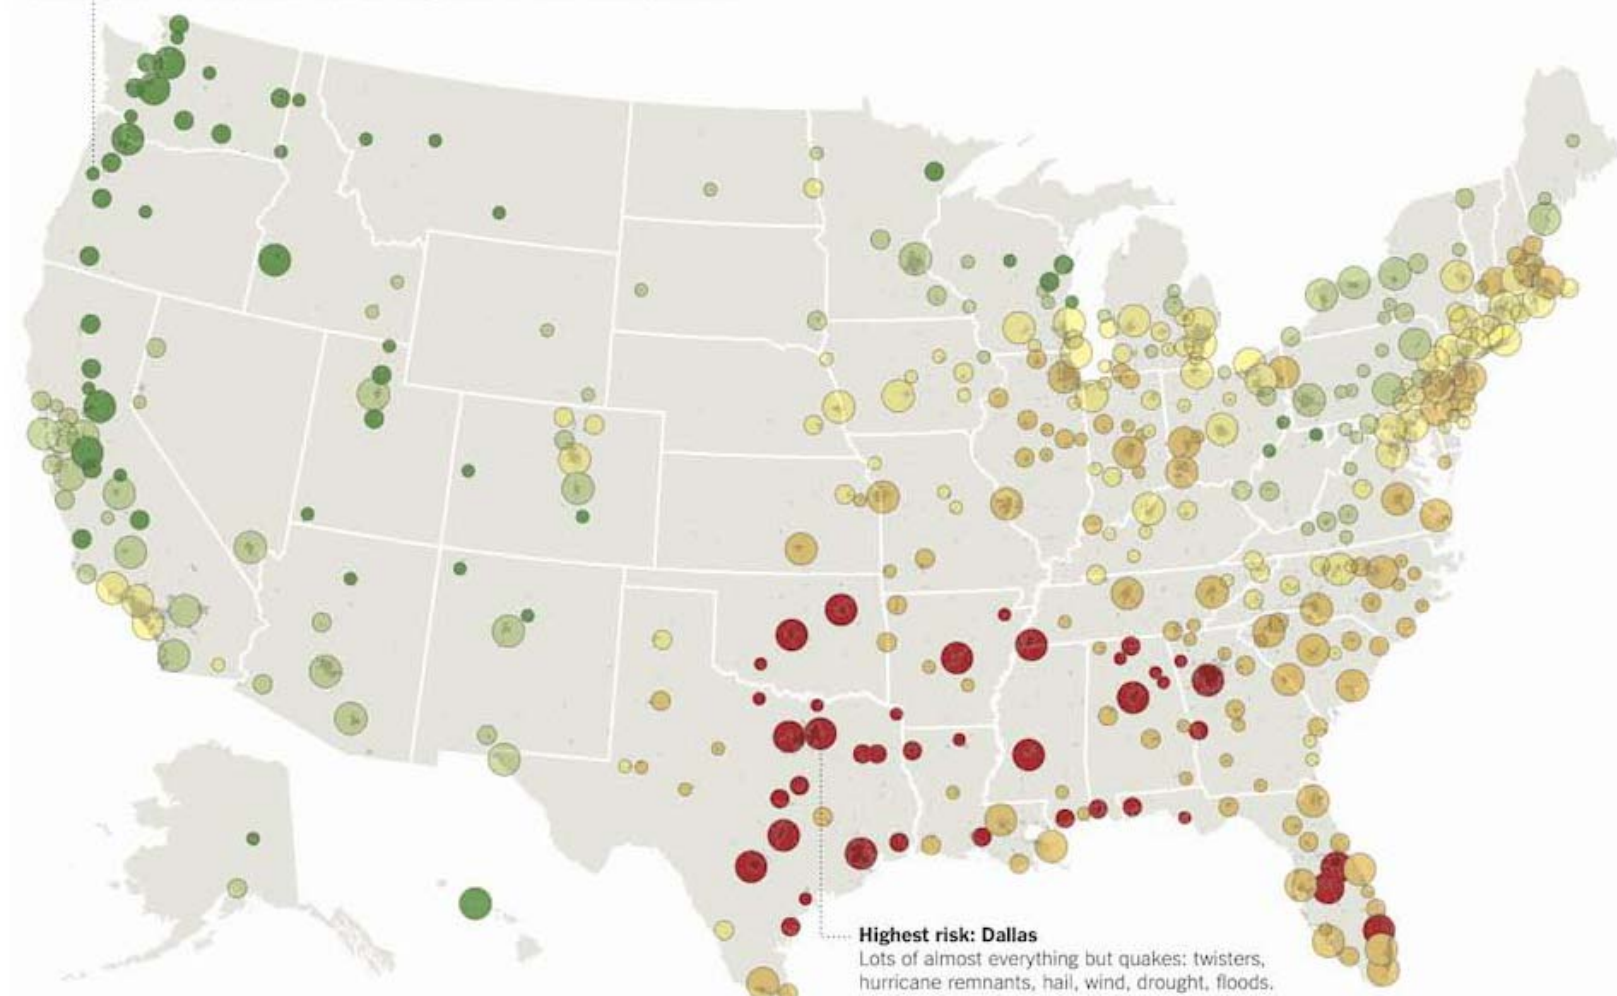 Highest risk: Dallas
Lots of almost everything but quakes: twisters,
hurricane remnants, hail, wind, drought, floods.